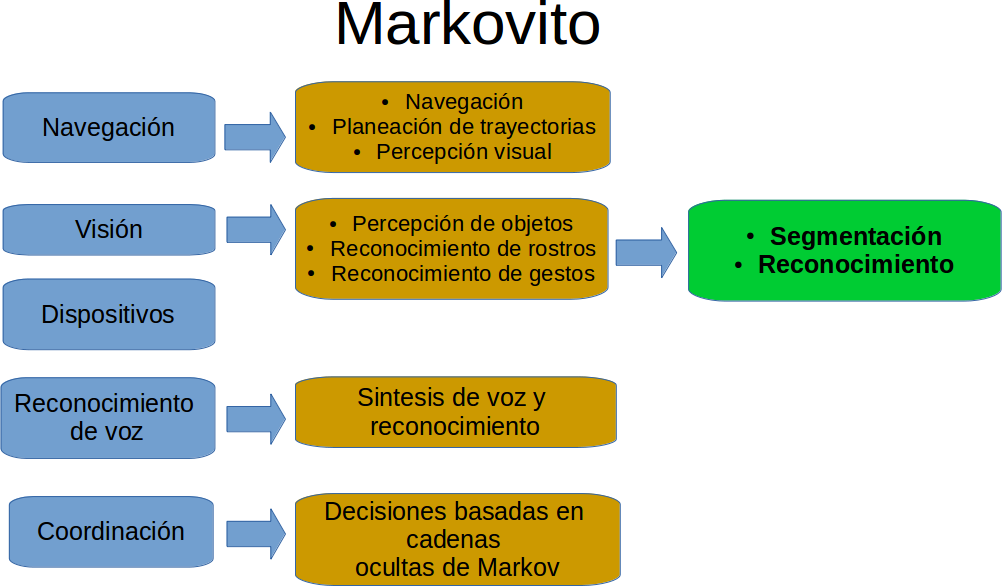 Markovito
Navegación
• Navegación
• Planeación de trayectorias
• Percepción visual
Visión
• Percepción de objetos
• Reconocimiento de rostros
• Reconocimiento de gestos
• Segmentación
• Reconocimiento
Dispositivos
Reconocimiento
de voz
Sintesis de voz y
reconocimiento
Coordinación
Decisiones basadas en
cadenas
ocultas de Markov